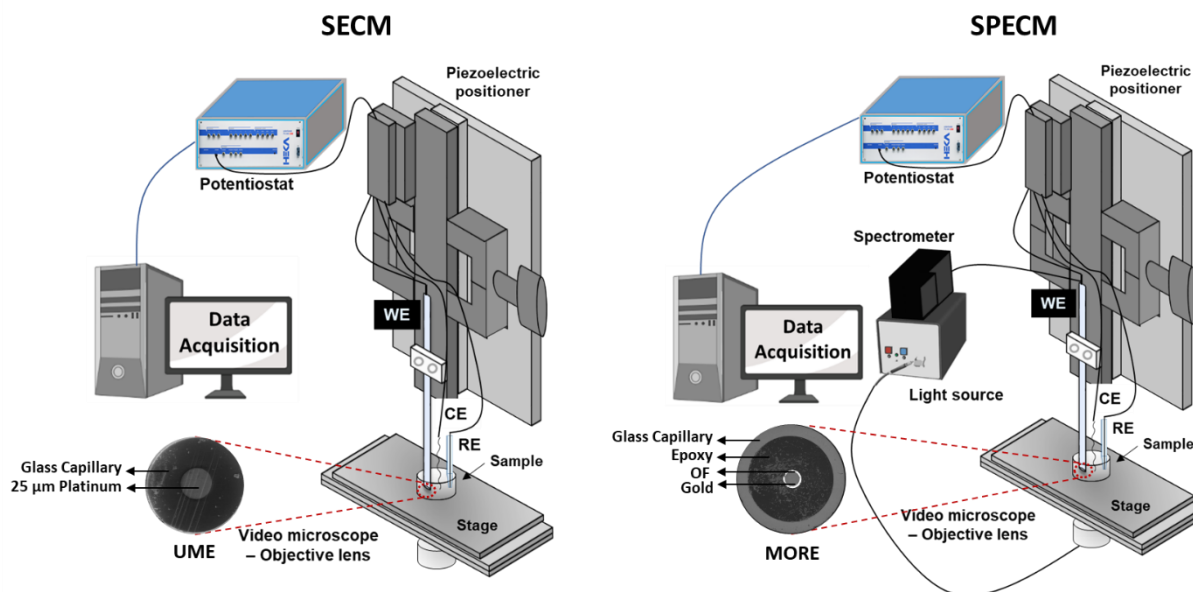 SECM
Piezoelectric
positioner
HEKA
Potentiostat
WE
Data
Acquisition
CE
RE
Sample
Glass Capillary
25 μm Platinum
Stage
Video microscope
– Objective lens
UME
SPECM
Piezoelectric
positioner
HEKA
Potentiostat
Spectrometer
WE
Data
Acquisition
Light source
CE
RE
Sample
Glass Capillary
Epoxy
OF
Gold
Stage
Video microscope
– Objective lens
MORE